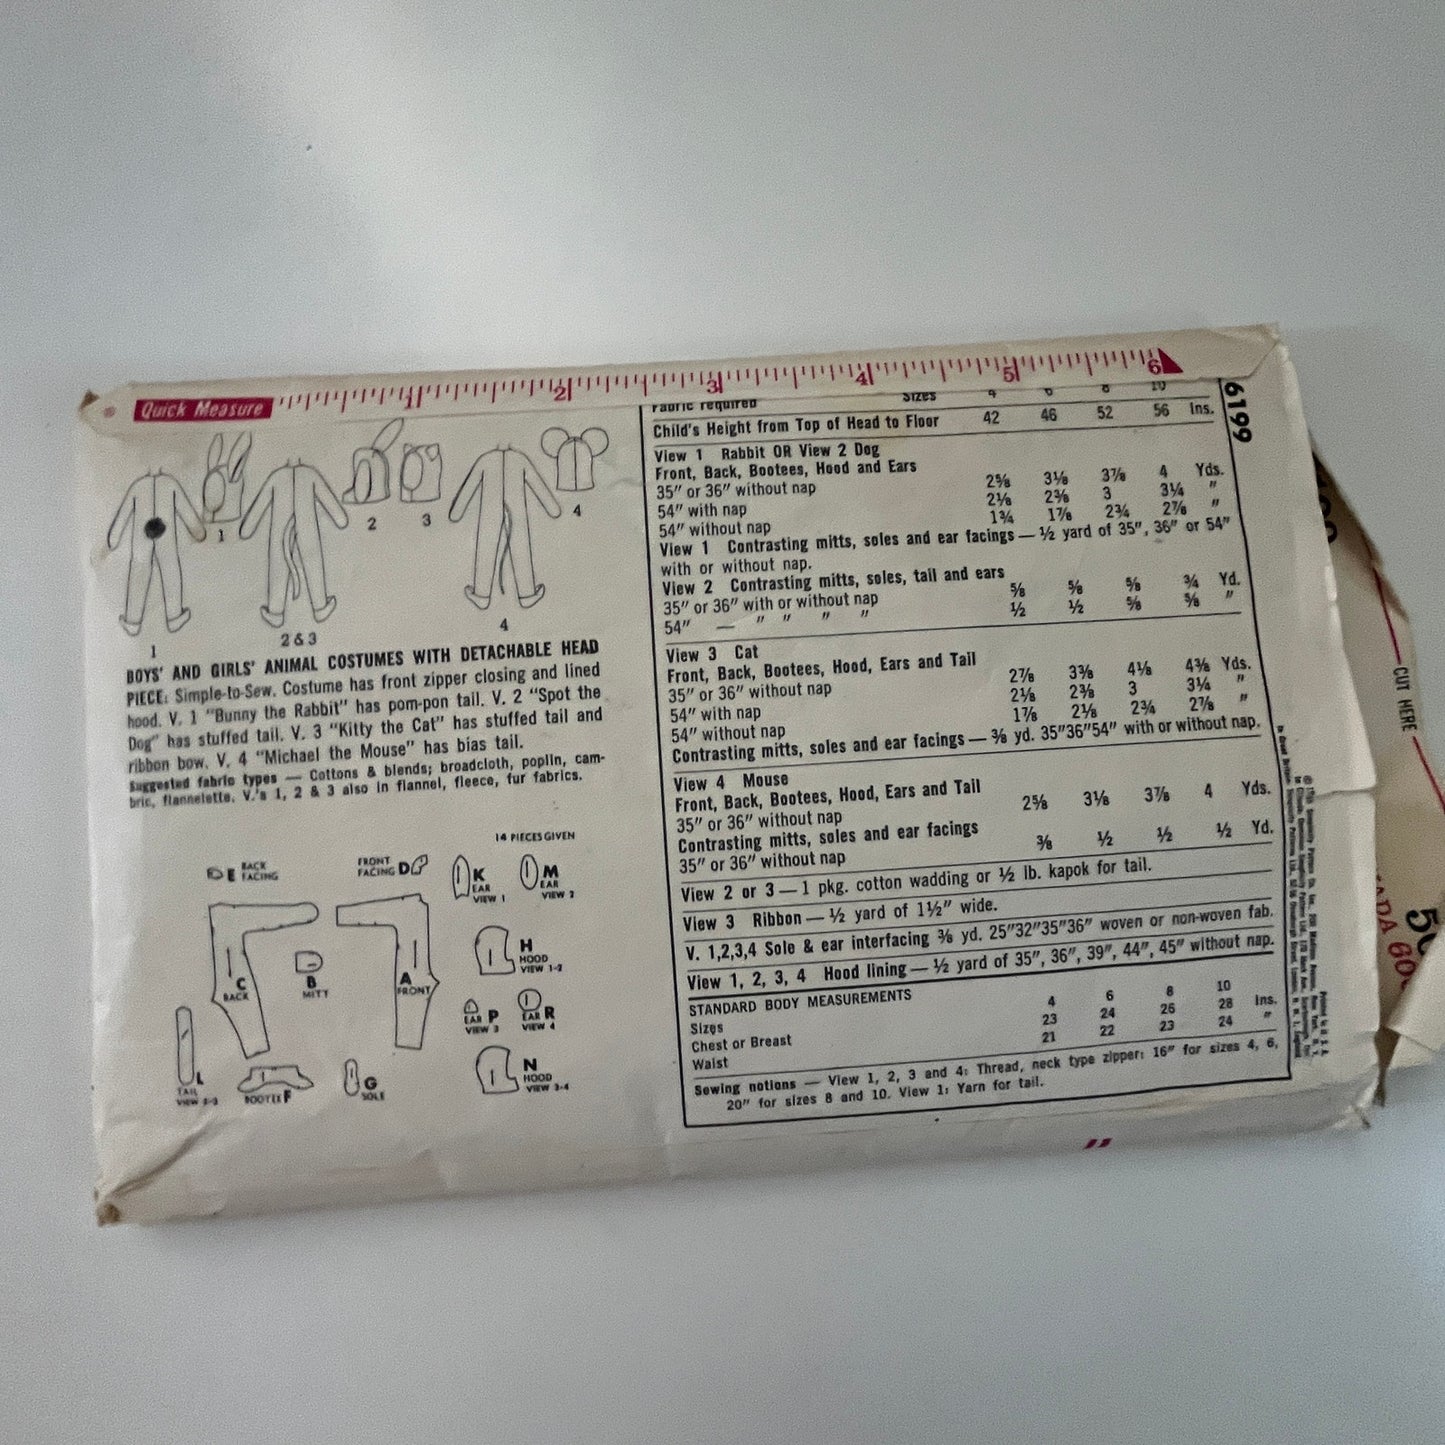 Quick Measure
1 2 3 4 5 6
6199
1
2
3
4
1
2 & 3
4
BOYS' AND GIRLS' ANIMAL COSTUMES WITH DETACHABLE HEAD
PIECE: Simple-to-Sew. Costume has front zipper closing and lined
hood. V. 1 "Bunny the Rabbit" has pom-pon tail. V. 2 "Spot the
Dog" has stuffed tail. V. 3 "Kitty the Cat" has stuffed tail and
ribbon bow. V. 4 "Michael the Mouse" has bias tail.
Suggested fabric types — Cottons & blends; broadcloth, poplin, cam-
bric, flannelette. V.'s 1, 2 & 3 also in flannel, fleece, fur fabrics.
14 PIECES GIVEN
E BACK FACING
FRONT FACING D
K EAR VIEW 1
M EAR VIEW 2
C BACK
B MITT
A FRONT
H HOOD VIEW 1-2
EAR P VIEW 3
EAR R VIEW 4
L TAIL VIEW 2-3
BOOTEE F
G SOLE
N HOOD VIEW 3-4
Fabric required Sizes 4 6 8 10
Child's Height from Top of Head to Floor 42 46 52 56 Ins.
View 1 Rabbit OR View 2 Dog
Front, Back, Bootees, Hood and Ears
35" or 36" without nap 2⅝ 3⅛ 3⅞ 4 Yds.
54" with nap 2⅛ 2⅜ 3 3¼ "
54" without nap 1¾ 1⅞ 2¾ 2⅞ "
View 1 Contrasting mitts, soles and ear facings — ½ yard of 35", 36" or 54"
with or without nap.
View 2 Contrasting mitts, soles, tail and ears
35" or 36" with or without nap ⅝ ⅝ ⅝ ¾ Yd.
54" — " " " " ½ ½ ⅝ ⅝ "
View 3 Cat
Front, Back, Bootees, Hood, Ears and Tail
35" or 36" without nap 2⅞ 3⅜ 4⅛ 4⅜ Yds.
54" with nap 2⅛ 2⅜ 3 3¼ "
54" without nap 1⅞ 2⅛ 2¾ 2⅞ "
Contrasting mitts, soles and ear facings — ⅜ yd. 35"36"54" with or without nap.
View 4 Mouse
Front, Back, Bootees, Hood, Ears and Tail
35" or 36" without nap 2⅝ 3⅛ 3⅞ 4 Yds.
Contrasting mitts, soles and ear facings
35" or 36" without nap ⅜ ½ ½ ½ Yd.
View 2 or 3 — 1 pkg. cotton wadding or ½ lb. kapok for tail.
View 3 Ribbon — ½ yard of 1½" wide.
V. 1,2,3,4 Sole & ear interfacing ⅜ yd. 25"32"35"36" woven or non-woven fab.
View 1, 2, 3, 4 Hood lining — ½ yard of 35", 36", 39", 44", 45" without nap.
STANDARD BODY MEASUREMENTS
Sizes 4 6 8 10
Chest or Breast 23 24 26 28 Ins.
Waist 21 22 23 24 "
Sewing notions — View 1, 2, 3 and 4: Thread, neck type zipper: 16" for sizes 4, 6,
20" for sizes 8 and 10. View 1: Yarn for tail.
Printed in U.S.A.
CUT HERE